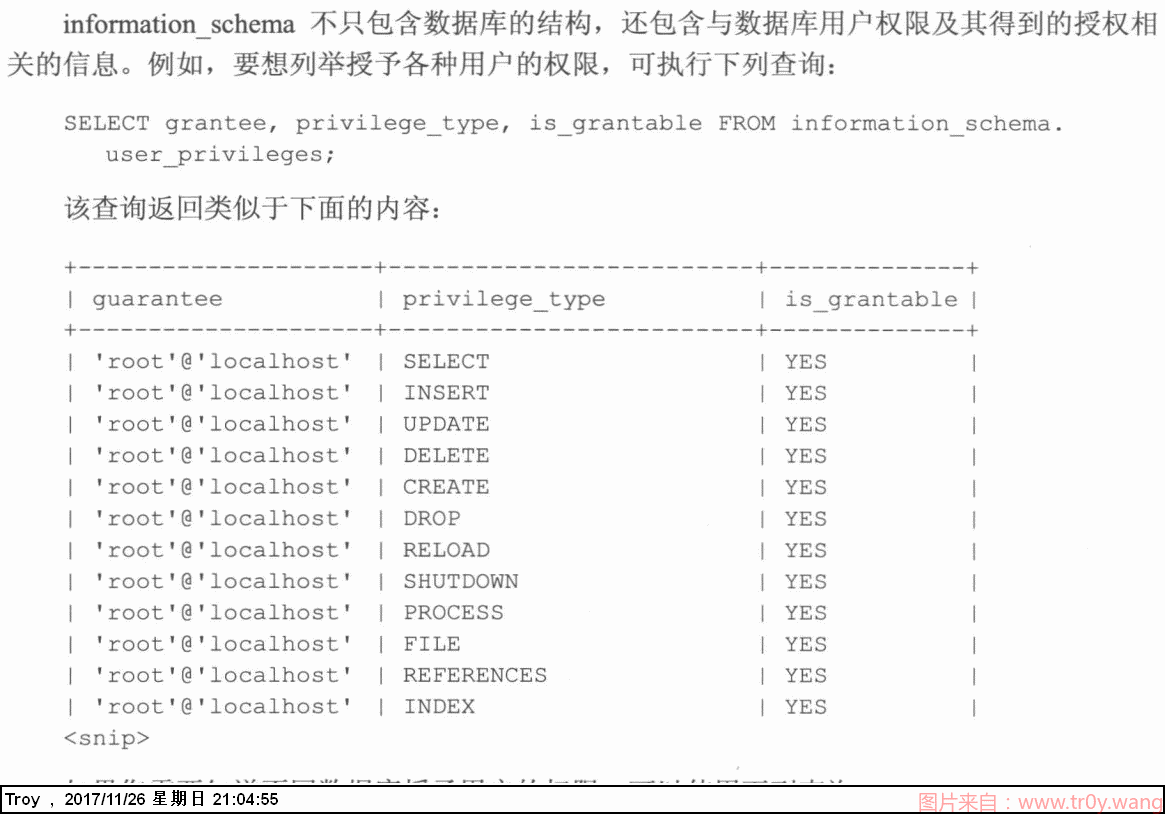 information_schema 不只包含数据库的结构，还包含与数据库用户权限及其得到的授权相
关的信息。例如，要想列举授予各种用户的权限，可执行下列查询：
SELECT grantee, privilege_type, is_grantable FROM information_schema.
user_privileges;
该查询返回类似于下面的内容：
+---------------------+--------------------------+--------------+
| guarantee | privilege_type | is_grantable |
+---------------------+--------------------------+--------------+
| 'root'@'localhost' | SELECT | YES |
| 'root'@'localhost' | INSERT | YES |
| 'root'@'localhost' | UPDATE | YES |
| 'root'@'localhost' | DELETE | YES |
| 'root'@'localhost' | CREATE | YES |
| 'root'@'localhost' | DROP | YES |
| 'root'@'localhost' | RELOAD | YES |
| 'root'@'localhost' | SHUTDOWN | YES |
| 'root'@'localhost' | PROCESS | YES |
| 'root'@'localhost' | FILE | YES |
| 'root'@'localhost' | REFERENCES | YES |
| 'root'@'localhost' | INDEX | YES |
<snip>
Troy , 2017/11/26 星期日 21:04:55
图片来自：www.tr0y.wang